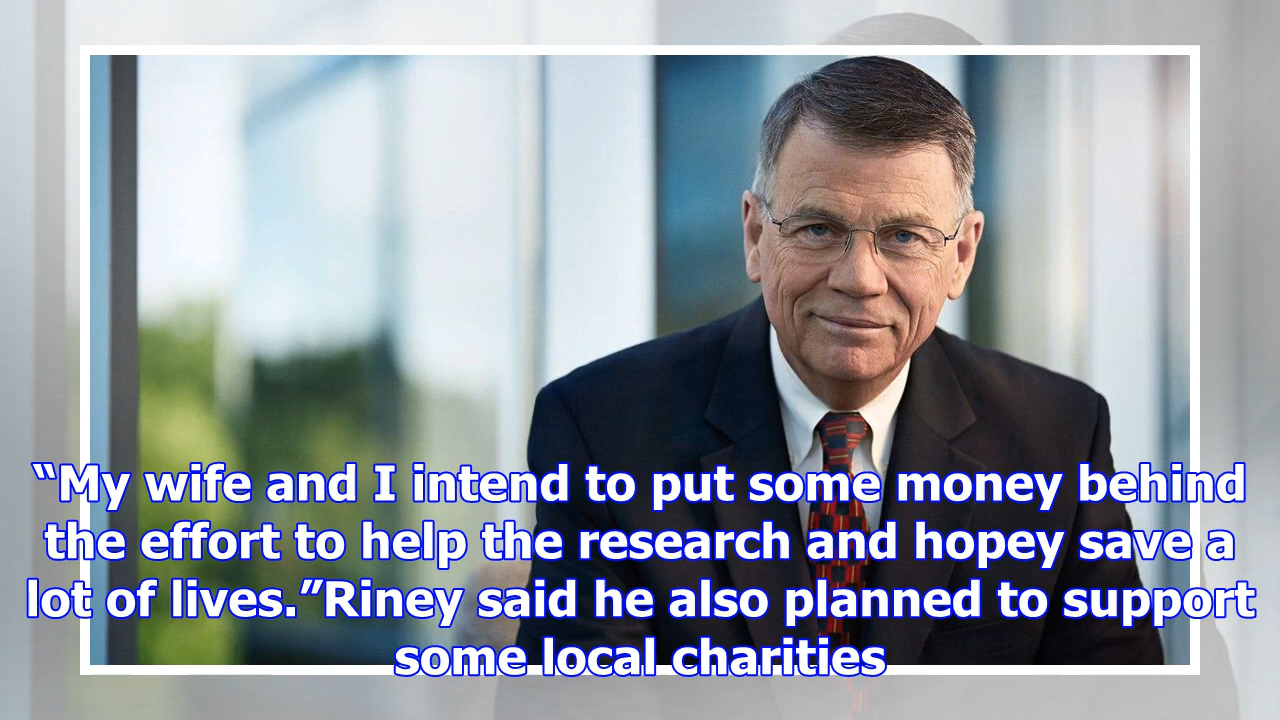 “My wife and I intend to put some money behind
the effort to help the research and hopey save a
lot of lives.”Riney said he also planned to support
some local charities